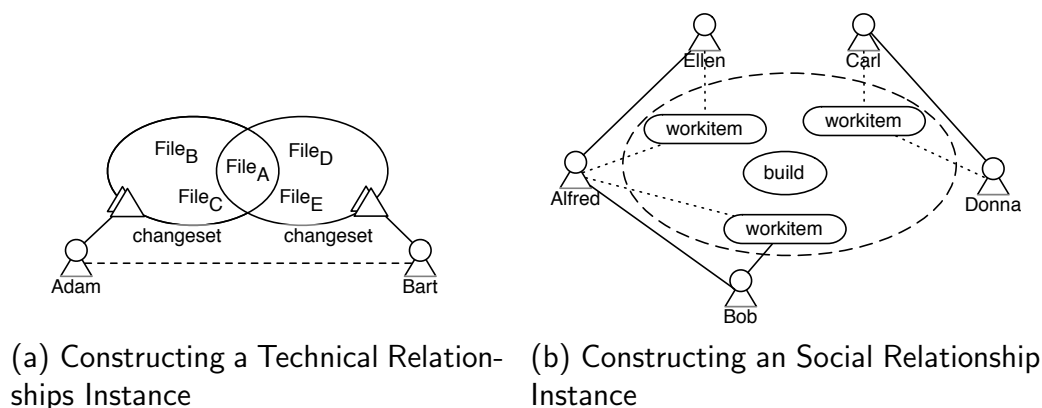 File_B
File_A
File_D
File_C
File_E
changeset
changeset
Adam
Bart
Ellen
Carl
workitem
workitem
build
Alfred
Donna
workitem
Bob
(a) Constructing a Technical Relation-
ships Instance
(b) Constructing an Social Relationship
Instance